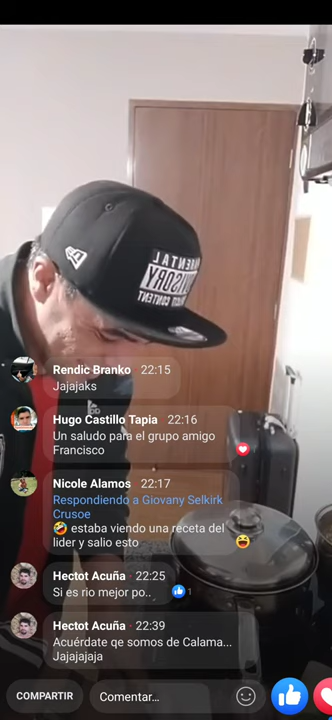 PARENTAL
ADVISORY
EXPLICIT CONTENT
Rendic Branko 22:15
Jajajaks
Hugo Castillo Tapia 22:16
Un saludo para el grupo amigo
Francisco
Nicole Alamos 22:17
Respondiendo a Giovany Selkirk
Crusoe
🤣 estaba viendo una receta del
lider y salio esto
Hectot Acuña · 22:25
Si es rio mejor po.. 1
Hectot Acuña · 22:39
Acuérdate qe somos de Calama...
Jajajajaja
COMPARTIR
Comentar...